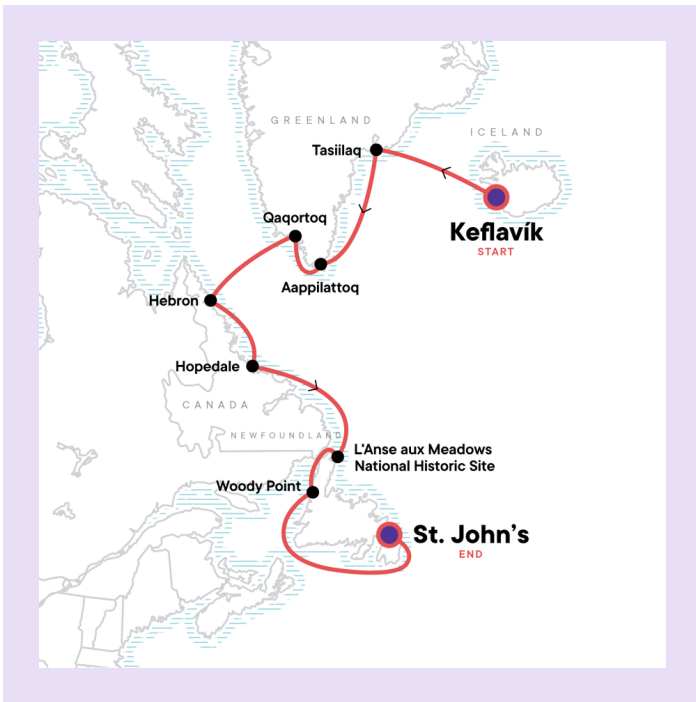 GREENLAND
ICELAND
Tasiilaq
Keflavík
START
Qaqortoq
Aappilattoq
Hebron
Hopedale
CANADA
NEWFOUNDLAND
L'Anse aux Meadows
National Historic Site
Woody Point
St. John's
END